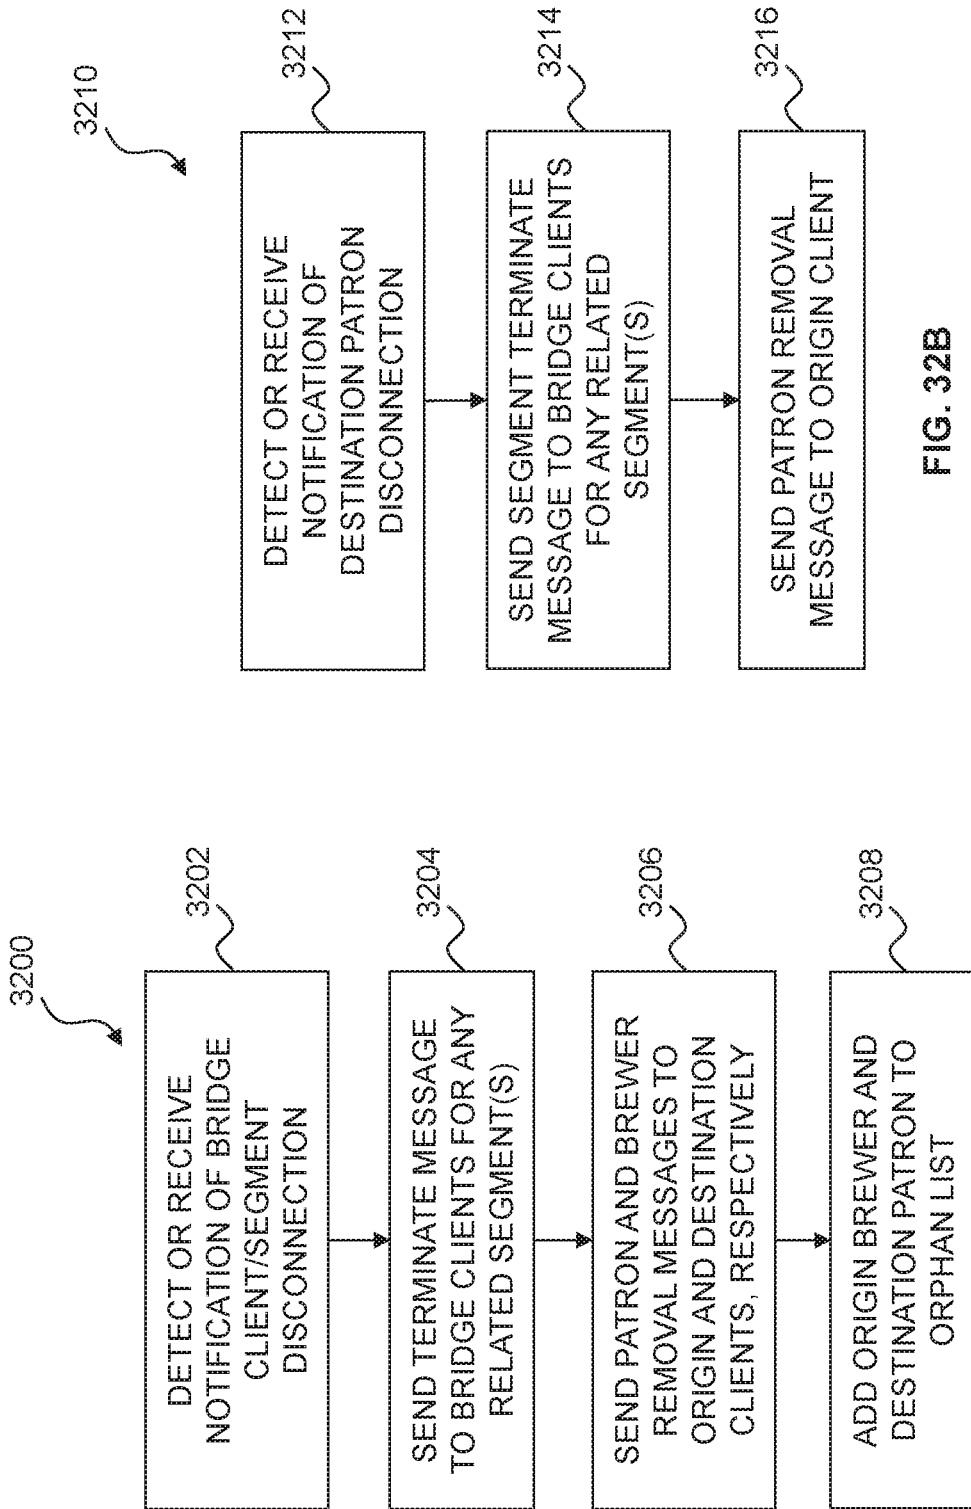 3200
DETECT OR RECEIVE
NOTIFICATION OF BRIDGE
CLIENT/SEGMENT
DISCONNECTION
3202
SEND TERMINATE MESSAGE
TO BRIDGE CLIENTS FOR ANY
RELATED SEGMENT(S)
3204
SEND PATRON AND BREWER
REMOVAL MESSAGES TO
ORIGIN AND DESTINATION
CLIENTS, RESPECTIVELY
3206
ADD ORIGIN BREWER AND
DESTINATION PATRON TO
ORPHAN LIST
3208
3210
DETECT OR RECEIVE
NOTIFICATION OF
DESTINATION PATRON
DISCONNECTION
3212
SEND SEGMENT TERMINATE
MESSAGE TO BRIDGE CLIENTS
FOR ANY RELATED
SEGMENT(S)
3214
SEND PATRON REMOVAL
MESSAGE TO ORIGIN CLIENT
3216
FIG. 32B